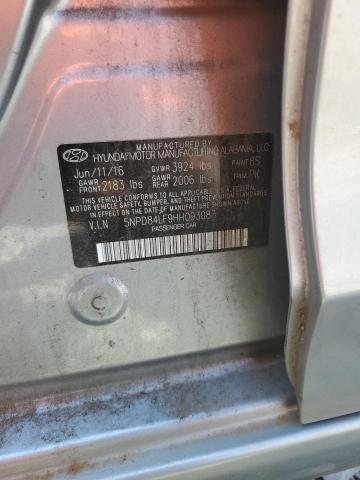 MANUFACTURED BY
HYUNDAI MOTOR MANUFACTURING ALABAMA, LLC
Jun/11/16 GVWR 3924 lbs PAINT 8S
GAWR FRONT 2183 lbs GAWR REAR 2006 lbs TRIM PK
THIS VEHICLE CONFORMS TO ALL APPLICABLE U.S. FEDERAL
MOTOR VEHICLE SAFETY, BUMPER, AND THEFT PREVENTION
STANDARDS IN EFFECT ON THE DATE OF
MANUFACTURE SHOWN ABOVE.
V.I.N 5NPD84LF9HH093083
PASSENGER CAR